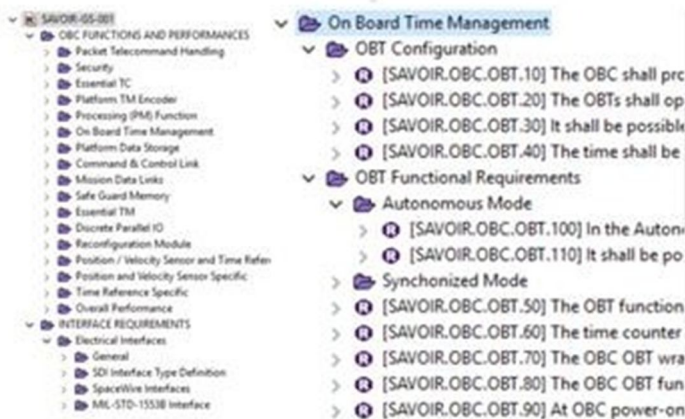 SAVOIR-GS-001
OBC FUNCTIONS AND PERFORMANCES
Packet Telecommand Handling
Security
Essential TC
Platform TM Encoder
Processing (PM) Function
On Board Time Management
Platform Data Storage
Command & Control Link
Mission Data Links
Safe Guard Memory
Essential TM
Discrete Parallel IO
Reconfiguration Module
Position / Velocity Sensor and Time Refer
Position and Velocity Sensor Specific
Time Reference Specific
Overall Performance
INTERFACE REQUIREMENTS
Electrical Interfaces
General
SDI Interface Type Definition
SpaceWire Interfaces
MIL-STD-1553B Interface
On Board Time Management
OBT Configuration
[SAVOIR.OBC.OBT.10] The OBC shall pro
[SAVOIR.OBC.OBT.20] The OBTs shall op
[SAVOIR.OBC.OBT.30] It shall be possible
[SAVOIR.OBC.OBT.40] The time shall be
OBT Functional Requirements
Autonomous Mode
[SAVOIR.OBC.OBT.100] In the Auton
[SAVOIR.OBC.OBT.110] It shall be po
Synchonized Mode
[SAVOIR.OBC.OBT.50] The OBT function
[SAVOIR.OBC.OBT.60] The time counter
[SAVOIR.OBC.OBT.70] The OBC OBT wra
[SAVOIR.OBC.OBT.80] The OBC OBT fun
[SAVOIR.OBC.OBT.90] At OBC power-on